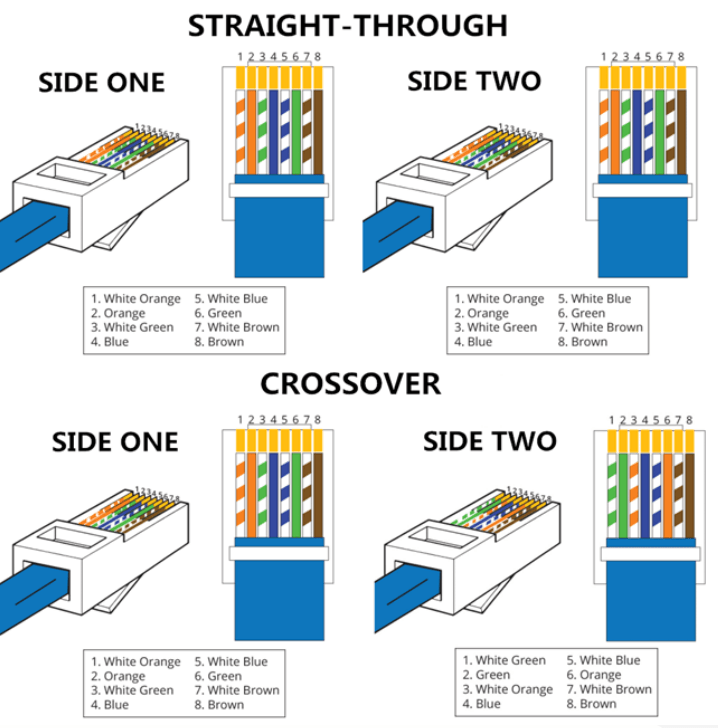 STRAIGHT-THROUGH
SIDE ONE
1 2 3 4 5 6 7 8
12345678
1. White Orange 5. White Blue
2. Orange 6. Green
3. White Green 7. White Brown
4. Blue 8. Brown
SIDE TWO
1 2 3 4 5 6 7 8
12345678
1. White Orange 5. White Blue
2. Orange 6. Green
3. White Green 7. White Brown
4. Blue 8. Brown
CROSSOVER
SIDE ONE
1 2 3 4 5 6 7 8
12345678
1. White Orange 5. White Blue
2. Orange 6. Green
3. White Green 7. White Brown
4. Blue 8. Brown
SIDE TWO
1 2 3 4 5 6 7 8
12345678
1. White Green 5. White Blue
2. Green 6. Orange
3. White Orange 7. White Brown
4. Blue 8. Brown